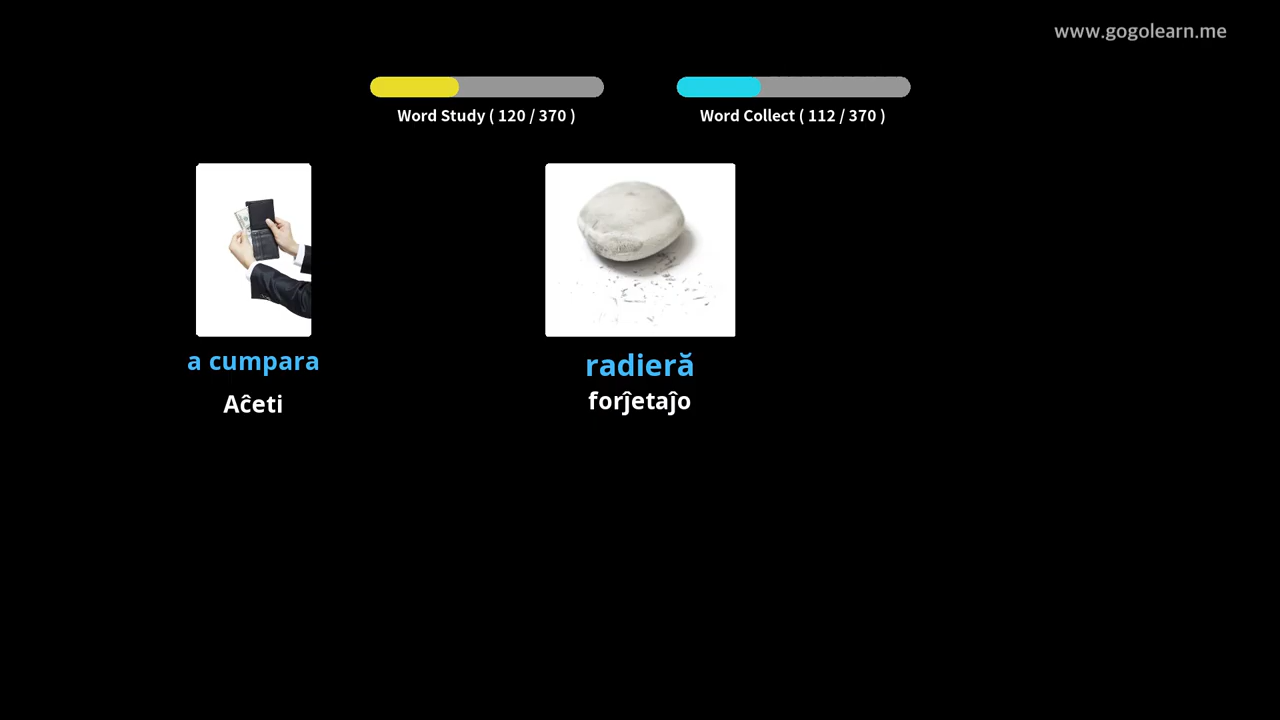 www.gogolearn.me
Word Study ( 120 / 370 )
Word Collect ( 112 / 370 )
a cumpara
Aĉeti
radieră
forĵetaĵo